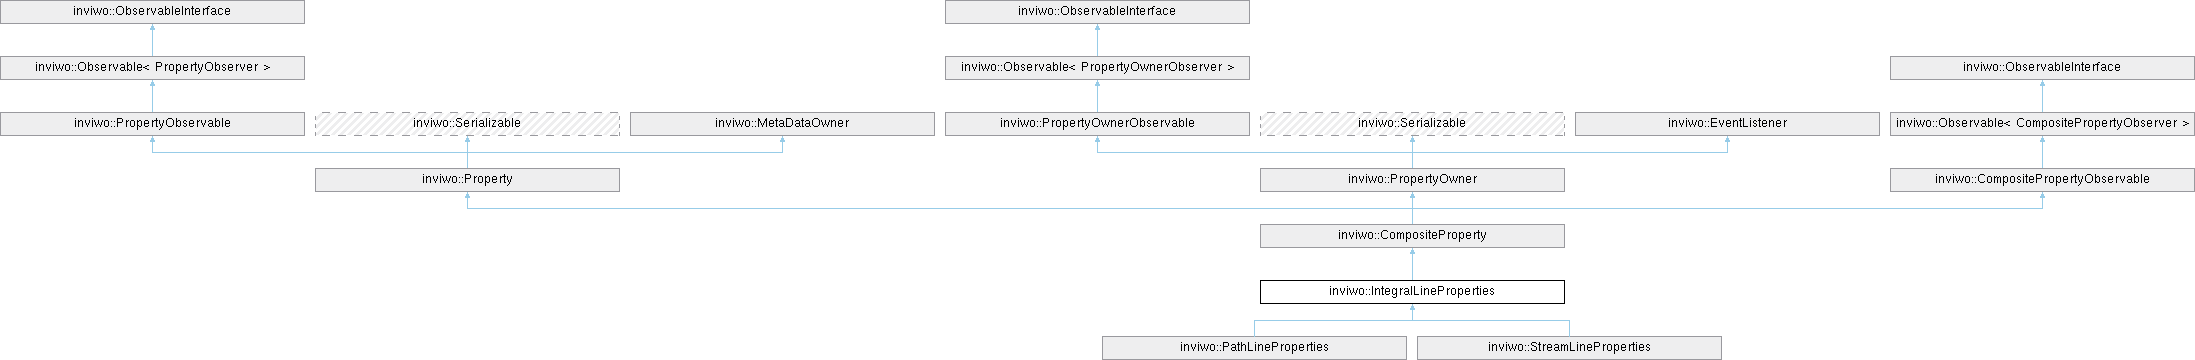 inviwo::ObservableInterface
inviwo::ObservableInterface
inviwo::Observable< PropertyObserver >
inviwo::Observable< PropertyOwnerObserver >
inviwo::ObservableInterface
inviwo::PropertyObservable
inviwo::Serializable
inviwo::MetaDataOwner
inviwo::PropertyOwnerObservable
inviwo::Serializable
inviwo::EventListener
inviwo::Observable< CompositePropertyObserver >
inviwo::Property
inviwo::PropertyOwner
inviwo::CompositePropertyObservable
inviwo::CompositeProperty
inviwo::IntegralLineProperties
inviwo::PathLineProperties
inviwo::StreamLineProperties